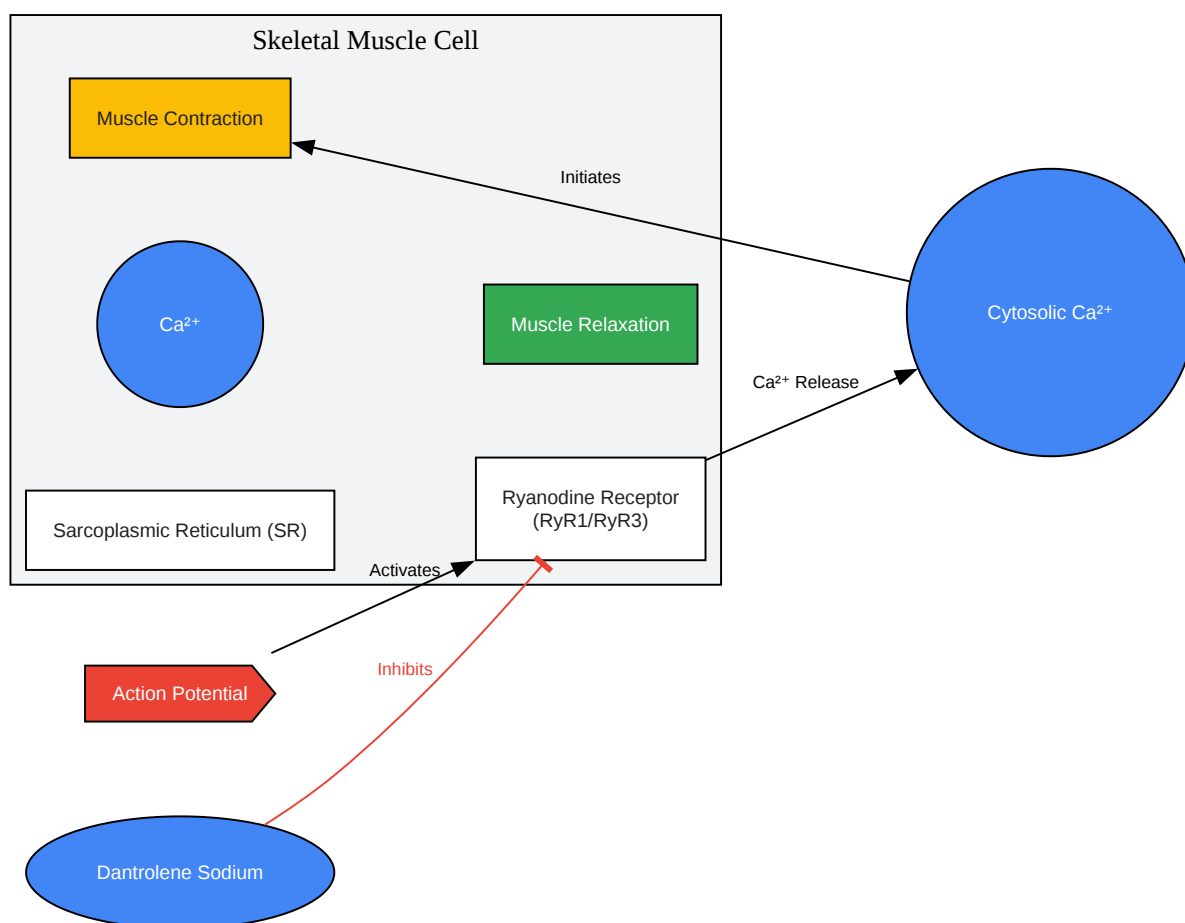 Skeletal Muscle Cell
Muscle Contraction
Initiates
Ca²⁺
Muscle Relaxation
Cytosolic Ca²⁺
Ca²⁺ Release
Ryanodine Receptor
(RyR1/RyR3)
Sarcoplasmic Reticulum (SR)
Activates
Inhibits
Action Potential
Dantrolene Sodium